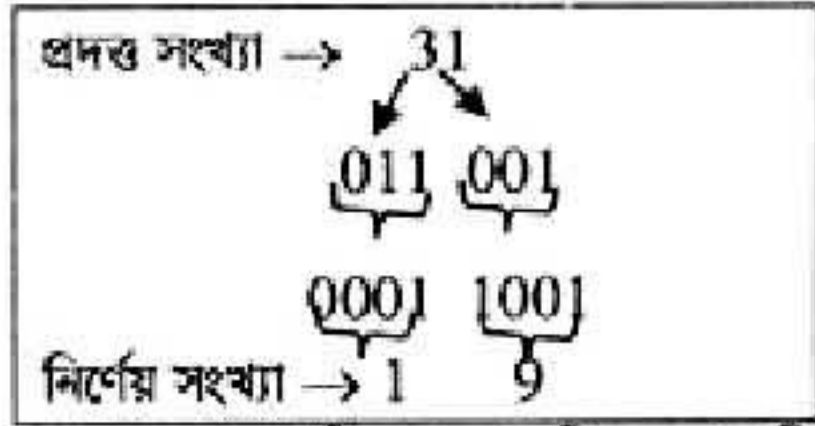 প্রদত্ত সংখ্যা → 31
011 001
0001 1001
নির্ণেয় সংখ্যা → 1 9